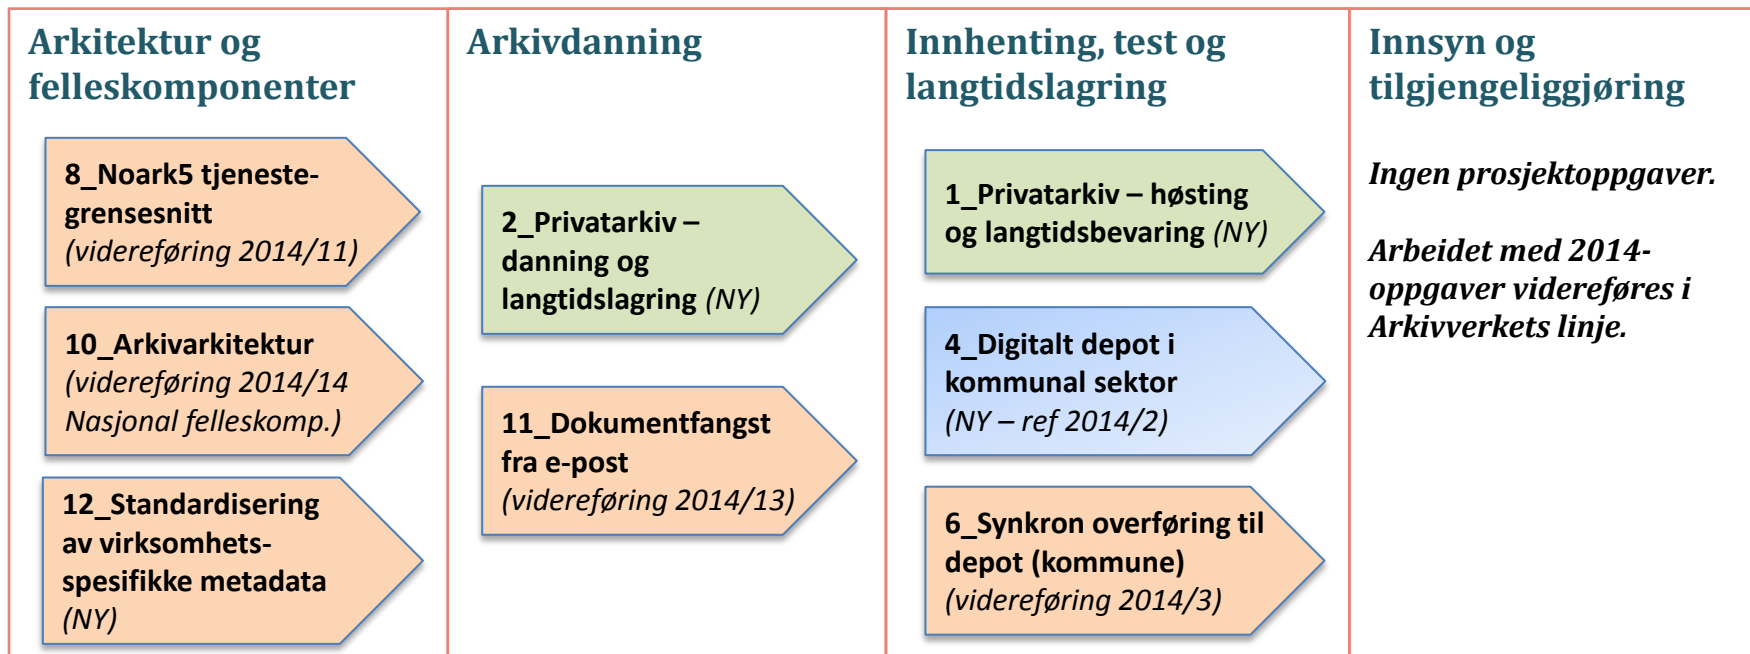 Arkitektur og
felleskomponenter
8_Noark5 tjeneste-
grensesnitt
(videreføring 2014/11)
10_Arkivarkitektur
(videreføring 2014/14
Nasjonal felleskomp.)
12_Standardisering
av virksomhets-
spesifikke metadata
(NY)
Arkivdanning
2_Privatarkiv –
danning og
langtidslagring (NY)
11_Dokumentfangst
fra e-post
(videreføring 2014/13)
Innhenting, test og
langtidslagring
1_Privatarkiv – høsting
og langtidsbevaring (NY)
4_Digitalt depot i
kommunal sektor
(NY – ref 2014/2)
6_Synkron overføring til
depot (kommune)
(videreføring 2014/3)
Innsyn og
tilgjengeliggjøring
Ingen prosjektoppgaver.
Arbeidet med 2014-
oppgaver videreføres i
Arkivverkets linje.